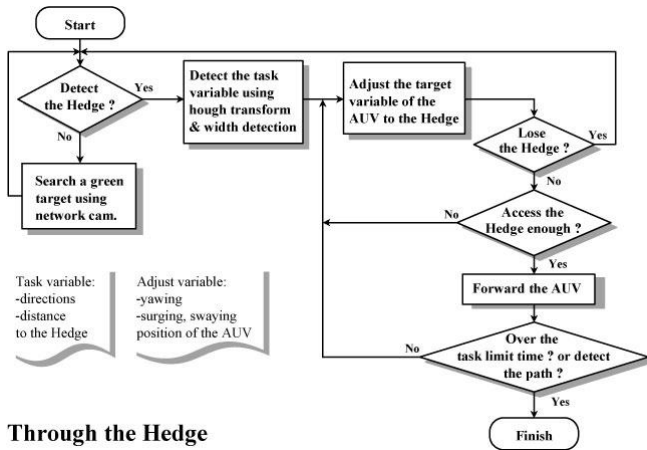 Start
Detect
the Hedge ?
Yes
No
Search a green
target using
network cam.
Detect the task
variable using
hough transform
& width detection
Adjust the target
variable of the
AUV to the Hedge
Lose
the Hedge ?
Yes
No
Access the
Hedge enough ?
No
Yes
Forward the AUV
Over the
task limit time ? or detect
the path ?
No
Yes
Finish
Task variable:
-directions
-distance
to the Hedge
Adjust variable:
-yawing
-surging, swaying
position of the AUV
Through the Hedge